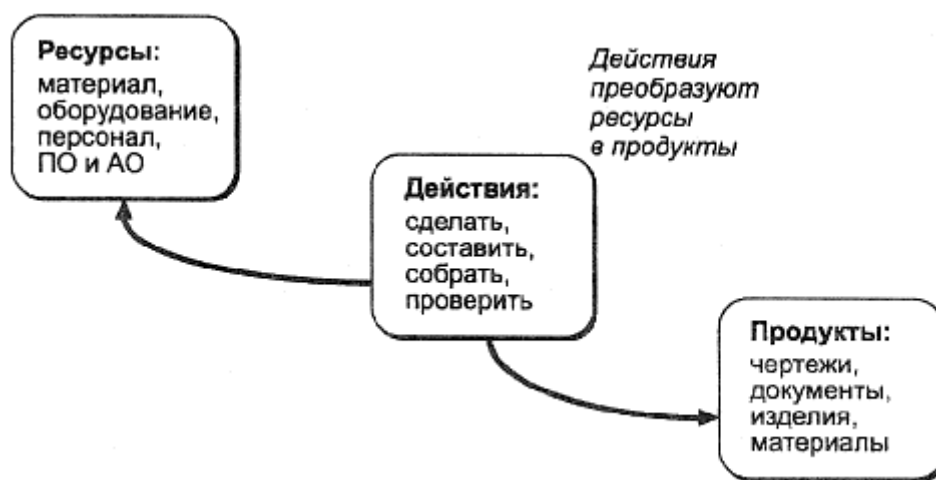 Ресурсы:
материал,
оборудование,
персонал,
ПО и АО
Действия
преобразуют
ресурсы
в продукты
Действия:
сделать,
составить,
собрать,
проверить
Продукты:
чертежи,
документы,
изделия,
материалы